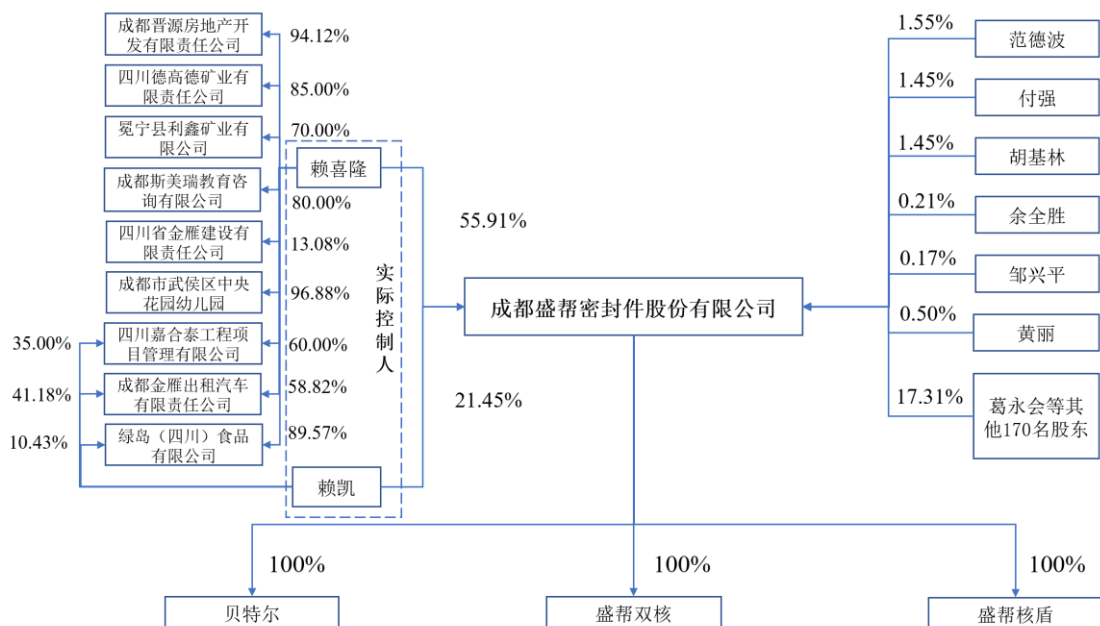 成都晋源房地产开
发有限责任公司
94.12%
四川德高德矿业有
限责任公司
85.00%
冕宁县利鑫矿业有
限公司
70.00%
成都斯美瑞教育咨
询有限公司
80.00%
四川省金雁建设有
限责任公司
13.08%
成都市武侯区中央
花园幼儿园
96.88%
35.00%
四川嘉合泰工程项
目管理有限公司
60.00%
41.18%
成都金雁出租汽车
有限责任公司
58.82%
10.43%
绿岛（四川）食品
有限公司
89.57%
赖喜隆
实际控制人
赖凯
55.91%
21.45%
成都盛帮密封件股份有限公司
1.55%
范德波
1.45%
付强
1.45%
胡基林
0.21%
余全胜
0.17%
邹兴平
0.50%
黄丽
17.31%
葛永会等其
他170名股东
100%
贝特尔
100%
盛帮双核
100%
盛帮核盾